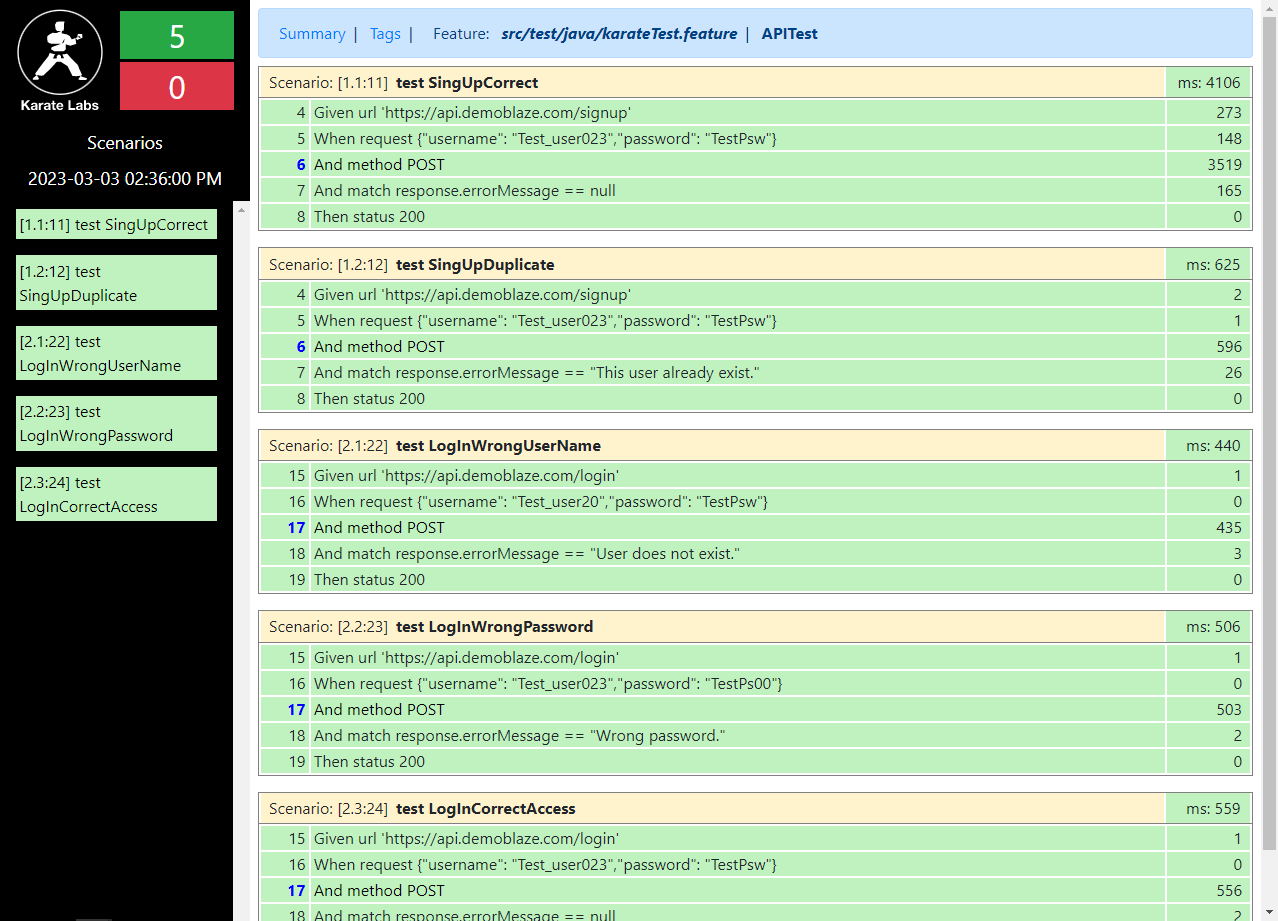 5
0
Karate Labs
Scenarios
2023-03-03 02:36:00 PM
[1.1:11] test SingUpCorrect
[1.2:12] test
SingUpDuplicate
[2.1:22] test
LogInWrongUserName
[2.2:23] test
LogInWrongPassword
[2.3:24] test
LogInCorrectAccess
Summary | Tags | Feature: src/test/java/karateTest.feature | APITest
Scenario: [1.1:11] test SingUpCorrect ms: 4106
4 Given url 'https://api.demoblaze.com/signup' 273
5 When request {"username": "Test_user023","password": "TestPsw"} 148
6 And method POST 3519
7 And match response.errorMessage == null 165
8 Then status 200 0
Scenario: [1.2:12] test SingUpDuplicate ms: 625
4 Given url 'https://api.demoblaze.com/signup' 2
5 When request {"username": "Test_user023","password": "TestPsw"} 1
6 And method POST 596
7 And match response.errorMessage == "This user already exist." 26
8 Then status 200 0
Scenario: [2.1:22] test LogInWrongUserName ms: 440
15 Given url 'https://api.demoblaze.com/login' 1
16 When request {"username": "Test_user20","password": "TestPsw"} 0
17 And method POST 435
18 And match response.errorMessage == "User does not exist." 3
19 Then status 200 0
Scenario: [2.2:23] test LogInWrongPassword ms: 506
15 Given url 'https://api.demoblaze.com/login' 1
16 When request {"username": "Test_user023","password": "TestPs00"} 0
17 And method POST 503
18 And match response.errorMessage == "Wrong password." 2
19 Then status 200 0
Scenario: [2.3:24] test LogInCorrectAccess ms: 559
15 Given url 'https://api.demoblaze.com/login' 1
16 When request {"username": "Test_user023","password": "TestPsw"} 0
17 And method POST 556
18 And match response.errorMessage == null 2